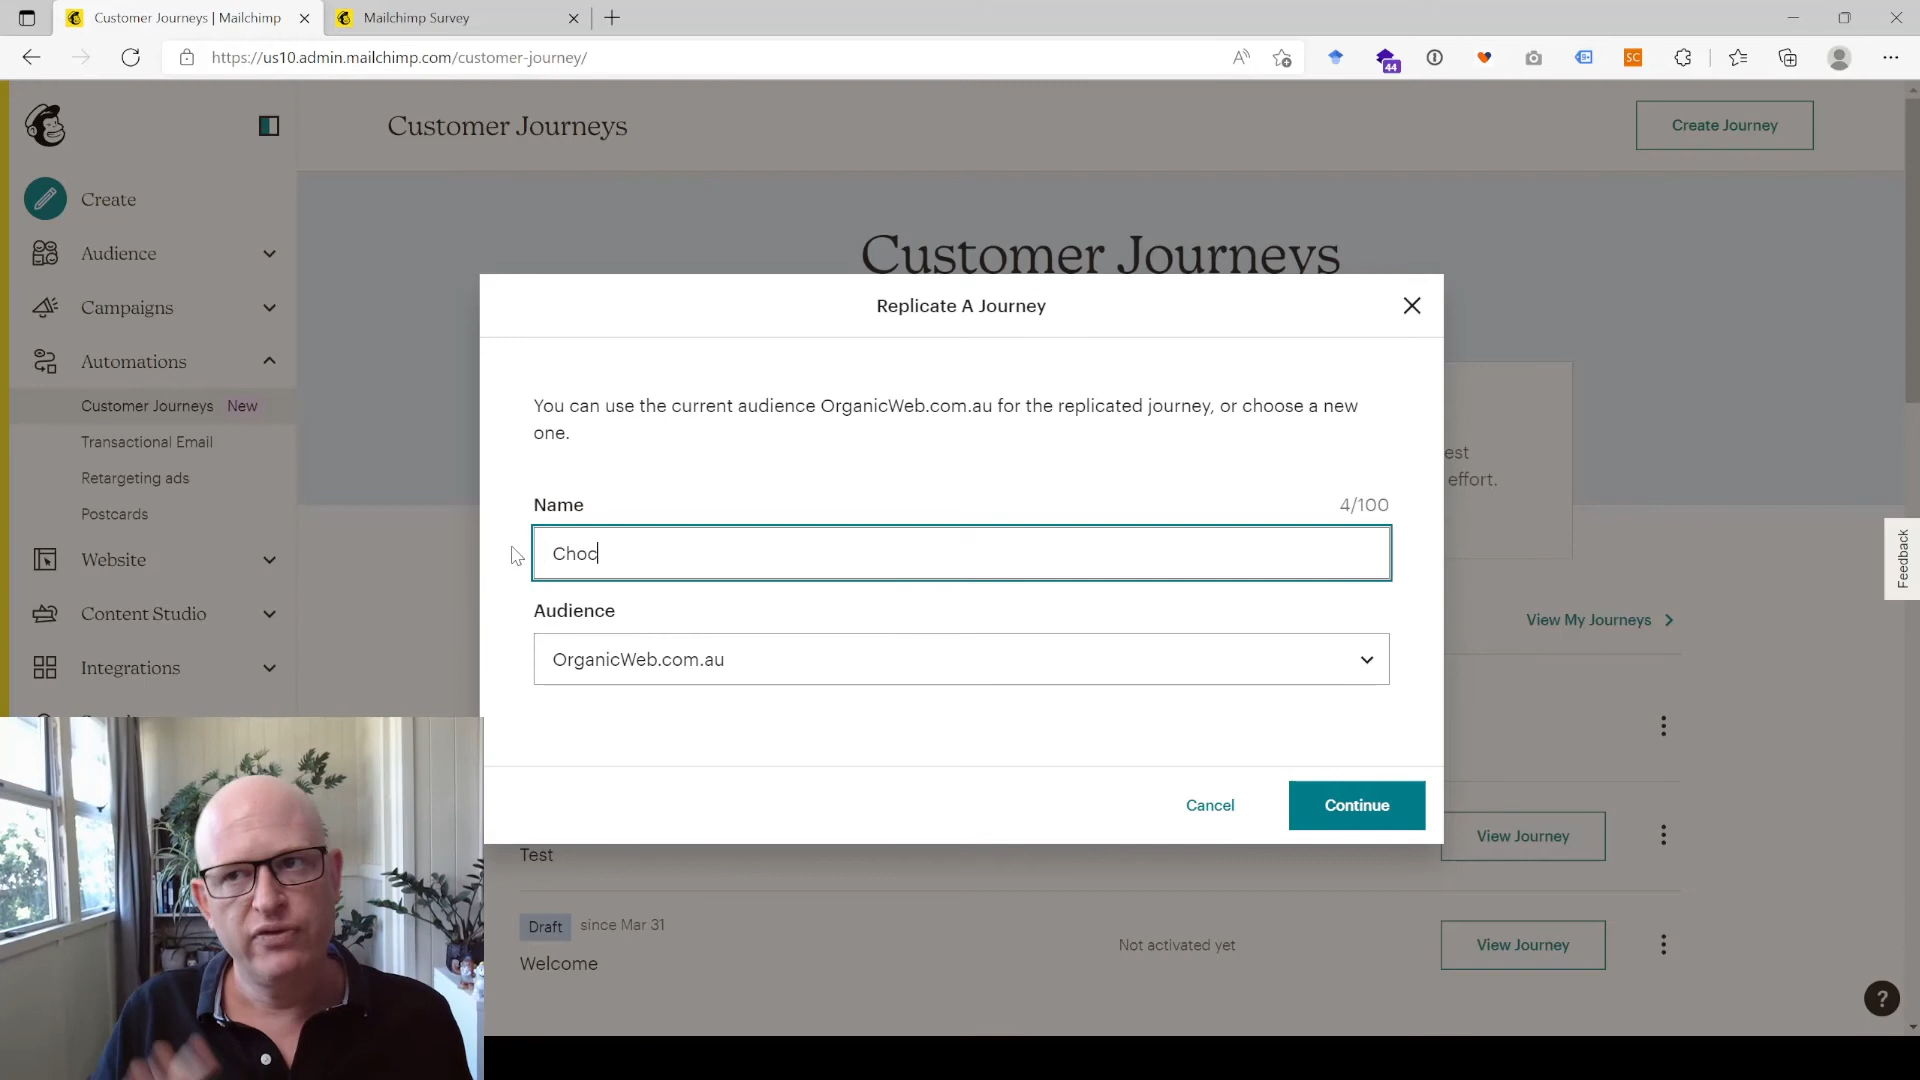 Customer Journeys | Mailchimp
Mailchimp Survey
https://us10.admin.mailchimp.com/customer-journey/
44
SC
Customer Journeys
Create Journey
Create
Audience
Campaigns
Automations
Customer Journeys New
Transactional Email
Retargeting ads
Postcards
Website
Content Studio
Integrations
Customer Journeys
Replicate A Journey
You can use the current audience OrganicWeb.com.au for the replicated journey, or choose a new
one.
Name 4/100
Choc
Audience
OrganicWeb.com.au
Cancel
Continue
est
effort.
Feedback
View My Journeys
View Journey
Test
Draft since Mar 31
Not activated yet
View Journey
Welcome
?